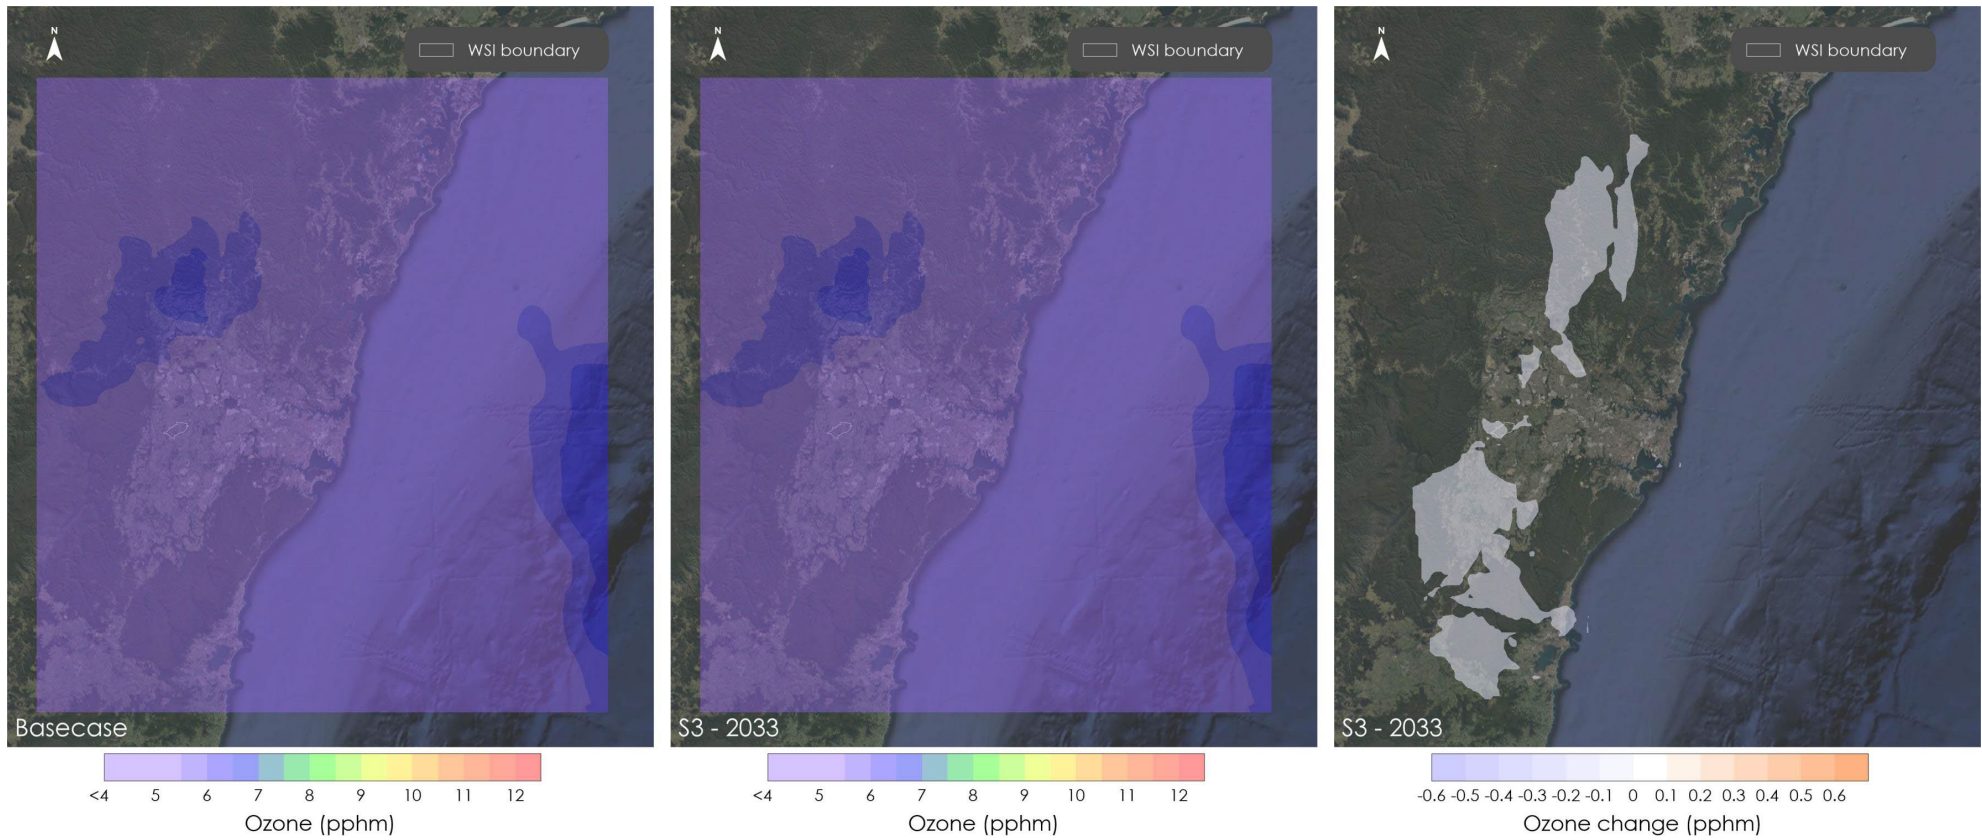 N
WSI boundary
N
WSI boundary
N
WSI boundary
Basecase
S3 - 2033
S3 - 2033
<4 5 6 7 8 9 10 11 12
Ozone (pphm)
<4 5 6 7 8 9 10 11 12
Ozone (pphm)
-0.6 -0.5 -0.4 -0.3 -0.2 -0.1 0 0.1 0.2 0.3 0.4 0.5 0.6
Ozone change (pphm)